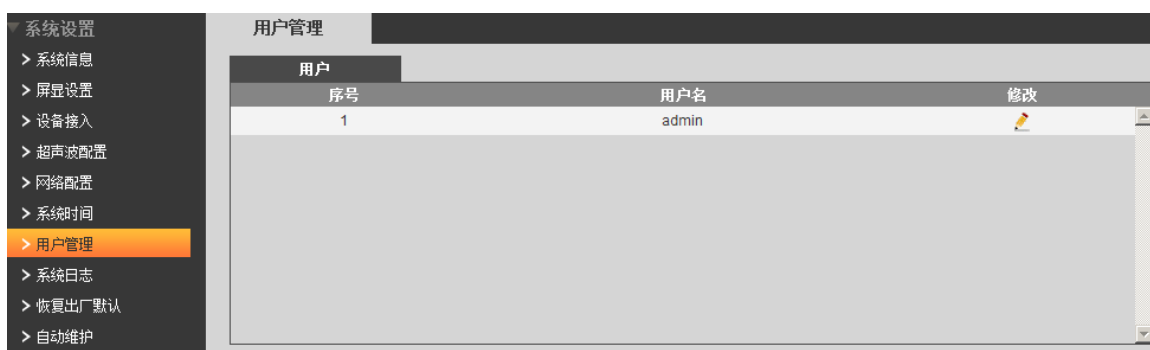 系统设置
> 系统信息
> 屏显设置
> 设备接入
> 超声波配置
> 网络配置
> 系统时间
> 用户管理
> 系统日志
> 恢复出厂默认
> 自动维护
用户管理
用户
序号 用户名 修改
1 admin